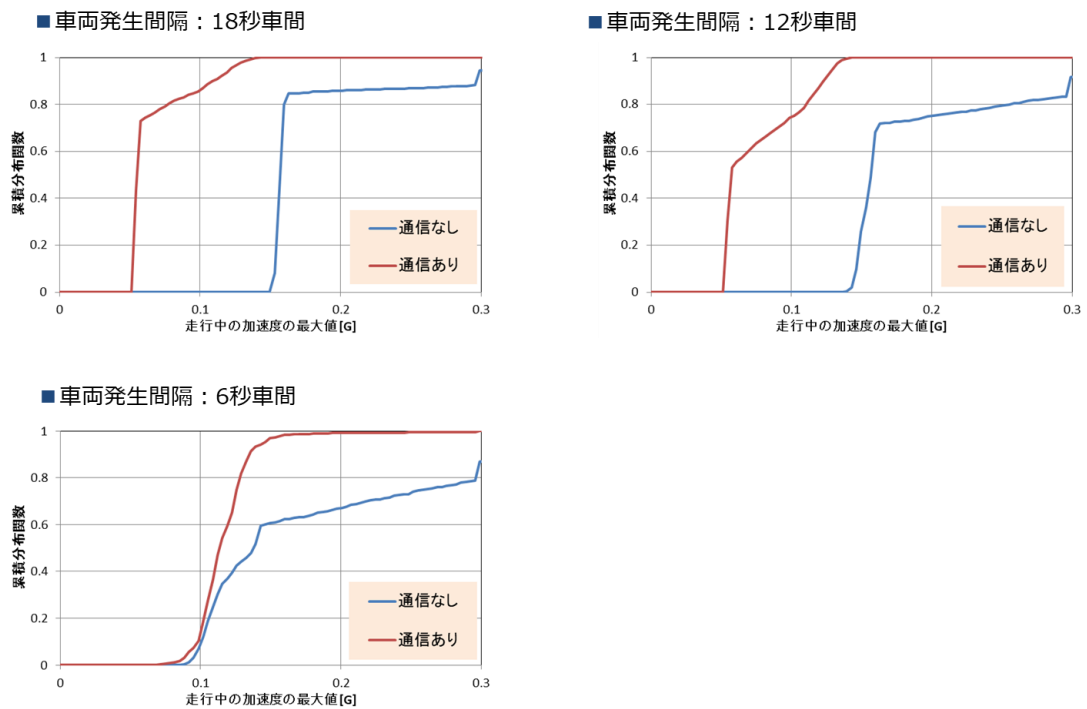 ■車両発生間隔：18秒車間
1
0.8
0.6
0.4
0.2
0
累積分布関数
通信なし
通信あり
0 0.1 0.2 0.3
走行中の加速度の最大値[G]
■車両発生間隔：12秒車間
1
0.8
0.6
0.4
0.2
0
累積分布関数
通信なし
通信あり
0 0.1 0.2 0.3
走行中の加速度の最大値[G]
■車両発生間隔：6秒車間
1
0.8
0.6
0.4
0.2
0
累積分布関数
通信なし
通信あり
0 0.1 0.2 0.3
走行中の加速度の最大値[G]